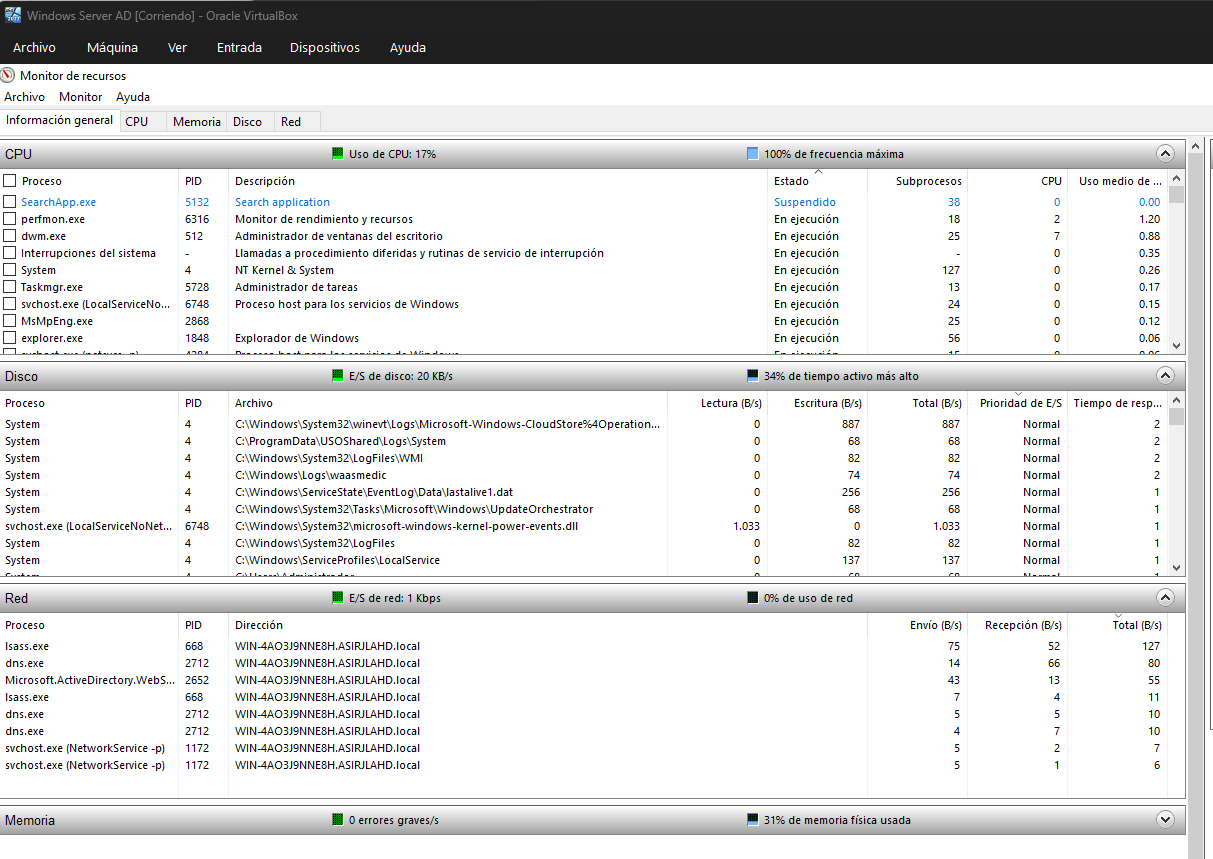 Windows Server AD [Corriendo] - Oracle VirtualBox
Archivo Máquina Ver Entrada Dispositivos Ayuda
Monitor de recursos
Archivo Monitor Ayuda
Información general CPU Memoria Disco Red
CPU Uso de CPU: 17% 100% de frecuencia máxima
Proceso PID Descripción Estado Subprocesos CPU Uso medio de ...
SearchApp.exe 5132 Search application Suspendido 38 0 0.00
perfmon.exe 6316 Monitor de rendimiento y recursos En ejecución 18 2 1.20
dwm.exe 512 Administrador de ventanas del escritorio En ejecución 25 7 0.88
Interrupciones del sistema - Llamadas a procedimiento diferidas y rutinas de servicio de interrupción En ejecución - 0 0.35
System 4 NT Kernel & System En ejecución 127 0 0.26
Taskmgr.exe 5728 Administrador de tareas En ejecución 13 0 0.17
svchost.exe (LocalServiceNo... 6748 Proceso host para los servicios de Windows En ejecución 24 0 0.15
MsMpEng.exe 2868 En ejecución 25 0 0.12
explorer.exe 1848 Explorador de Windows En ejecución 56 0 0.06
Disco E/S de disco: 20 KB/s 34% de tiempo activo más alto
Proceso PID Archivo Lectura (B/s) Escritura (B/s) Total (B/s) Prioridad de E/S Tiempo de resp...
System 4 C:\Windows\System32\winevt\Logs\Microsoft-Windows-CloudStore%4Operation... 0 887 887 Normal 2
System 4 C:\ProgramData\USOShared\Logs\System 0 68 68 Normal 2
System 4 C:\Windows\System32\LogFiles\WMI 0 82 82 Normal 2
System 4 C:\Windows\Logs\waasmedic 0 74 74 Normal 2
System 4 C:\Windows\ServiceState\EventLog\Data\lastalive1.dat 0 256 256 Normal 1
System 4 C:\Windows\System32\Tasks\Microsoft\Windows\UpdateOrchestrator 0 68 68 Normal 1
svchost.exe (LocalServiceNoNet... 6748 C:\Windows\System32\microsoft-windows-kernel-power-events.dll 1.033 0 1.033 Normal 1
System 4 C:\Windows\System32\LogFiles 0 82 82 Normal 1
System 4 C:\Windows\ServiceProfiles\LocalService 0 137 137 Normal 1
Red E/S de red: 1 Kbps 0% de uso de red
Proceso PID Dirección Envío (B/s) Recepción (B/s) Total (B/s)
lsass.exe 668 WIN-4AO3J9NNE8H.ASIRJLAHD.local 75 52 127
dns.exe 2712 WIN-4AO3J9NNE8H.ASIRJLAHD.local 14 66 80
Microsoft.ActiveDirectory.WebS... 2652 WIN-4AO3J9NNE8H.ASIRJLAHD.local 43 13 55
lsass.exe 668 WIN-4AO3J9NNE8H.ASIRJLAHD.local 7 4 11
dns.exe 2712 WIN-4AO3J9NNE8H.ASIRJLAHD.local 5 5 10
dns.exe 2712 WIN-4AO3J9NNE8H.ASIRJLAHD.local 4 7 10
svchost.exe (NetworkService -p) 1172 WIN-4AO3J9NNE8H.ASIRJLAHD.local 5 2 7
svchost.exe (NetworkService -p) 1172 WIN-4AO3J9NNE8H.ASIRJLAHD.local 5 1 6
Memoria 0 errores graves/s 31% de memoria física usada